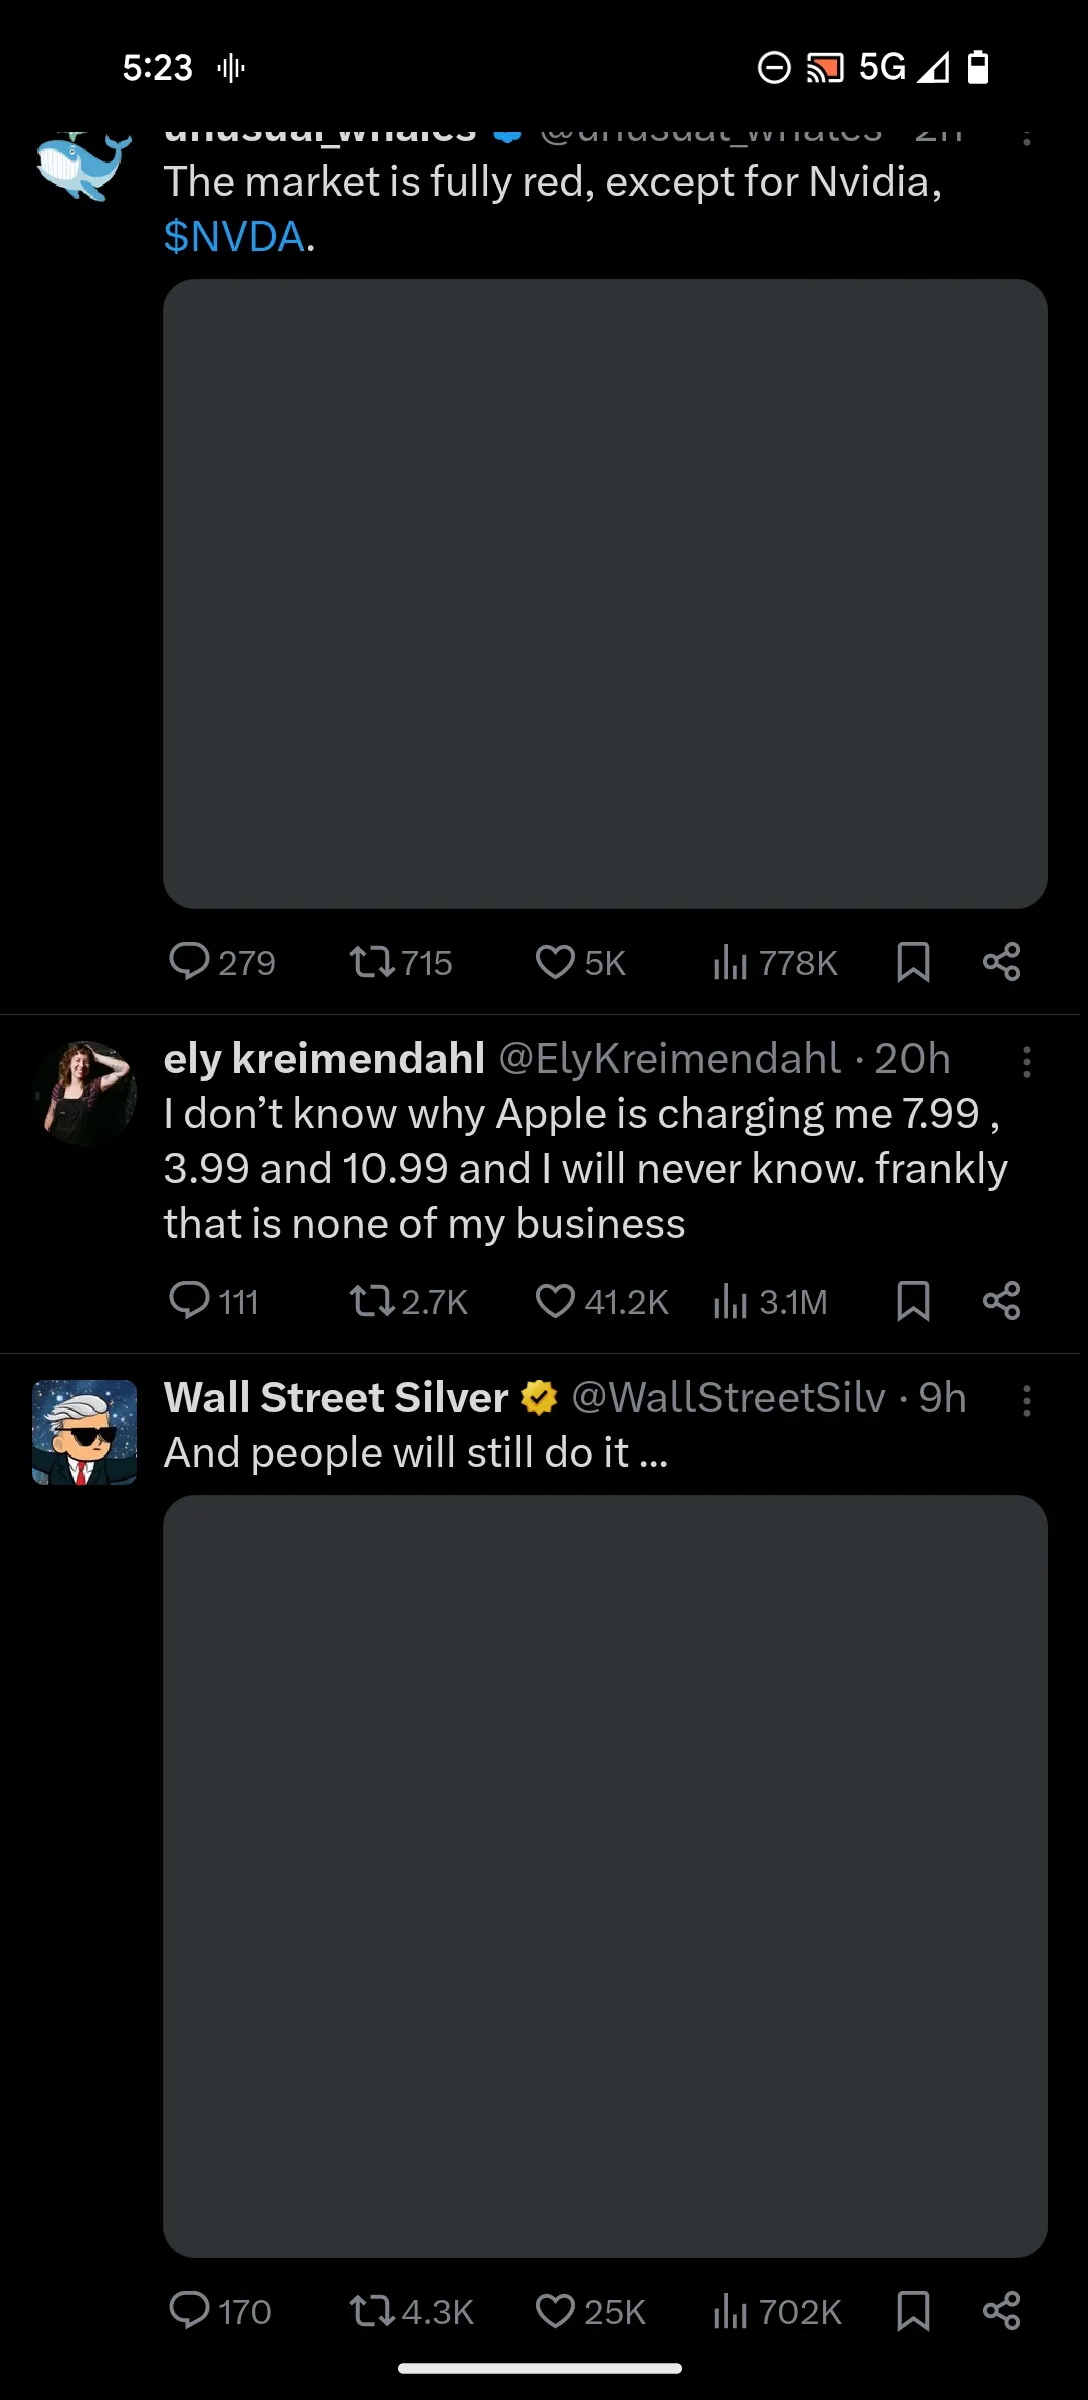 5:23 5G
unusual_whales @unusual_whales · 2h
The market is fully red, except for Nvidia,
$NVDA.
279 715 5K 778K
ely kreimendahl @ElyKreimendahl · 20h
I don’t know why Apple is charging me 7.99 ,
3.99 and 10.99 and I will never know. frankly
that is none of my business
111 2.7K 41.2K 3.1M
Wall Street Silver @WallStreetSilv · 9h
And people will still do it ...
170 4.3K 25K 702K